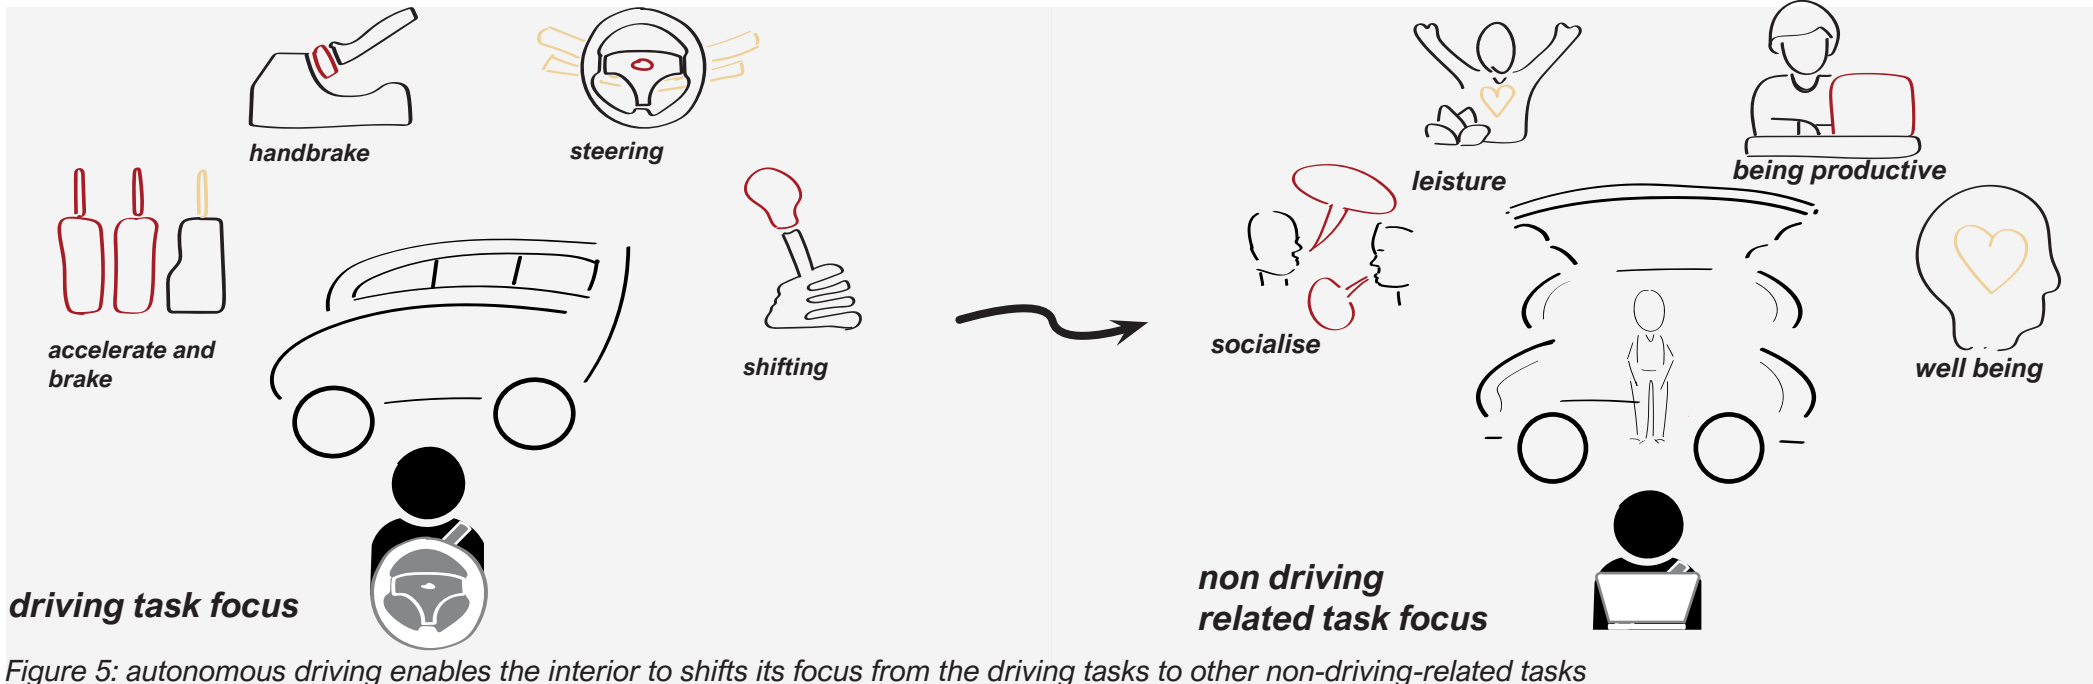 handbrake
steering
accelerate and
brake
shifting
driving task focus
leisture
being productive
socialise
well being
non driving
related task focus
Figure 5: autonomous driving enables the interior to shifts its focus from the driving tasks to other non-driving-related tasks